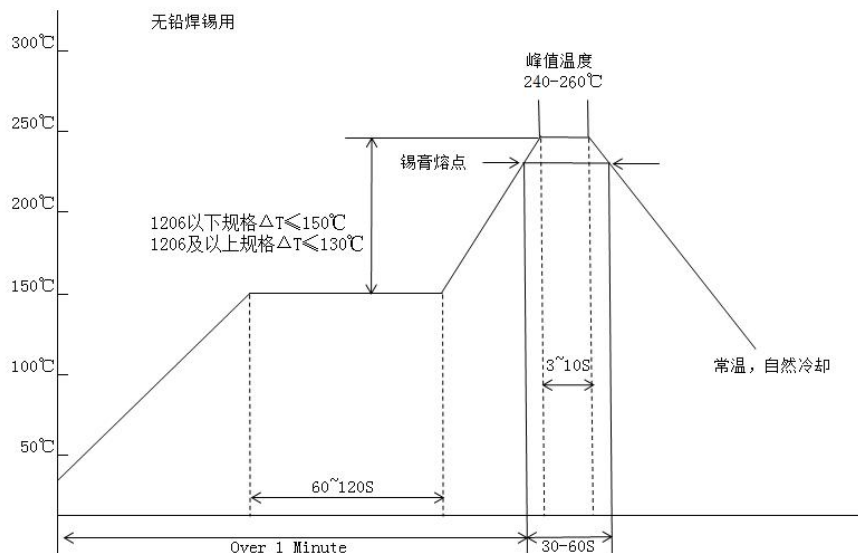 无铅焊锡用
300℃
峰值温度
240-260℃
250℃
锡膏熔点
200℃
1206以下规格△T≤150℃
1206及以上规格△T≤130℃
150℃
100℃
3~10S
常温，自然冷却
50℃
60~120S
Over 1 Minute
30-60S